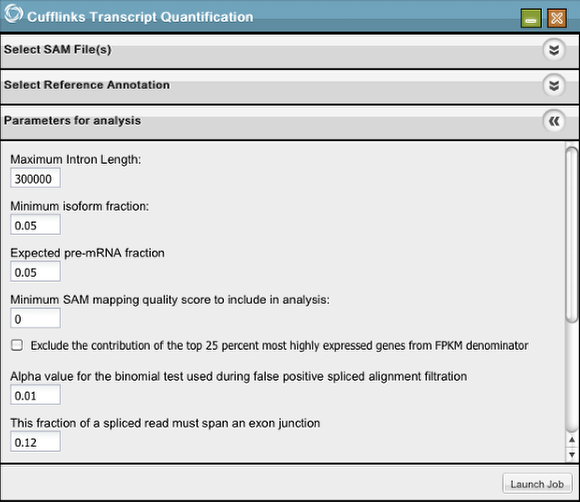 Cufflinks Transcript Quantification
Select SAM File(s)
Select Reference Annotation
Parameters for analysis
Maximum Intron Length:
300000
Minimum isoform fraction:
0.05
Expected pre-mRNA fraction
0.05
Minimum SAM mapping quality score to include in analysis:
0
Exclude the contribution of the top 25 percent most highly expressed genes from FPKM denominator
Alpha value for the binomial test used during false positive spliced alignment filtration
0.01
This fraction of a spliced read must span an exon junction
0.12
Launch Job